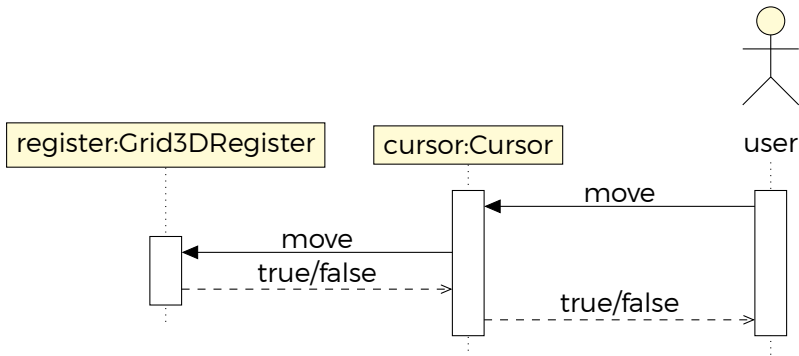 register:Grid3DRegister
cursor:Cursor
user
move
move
true/false
true/false